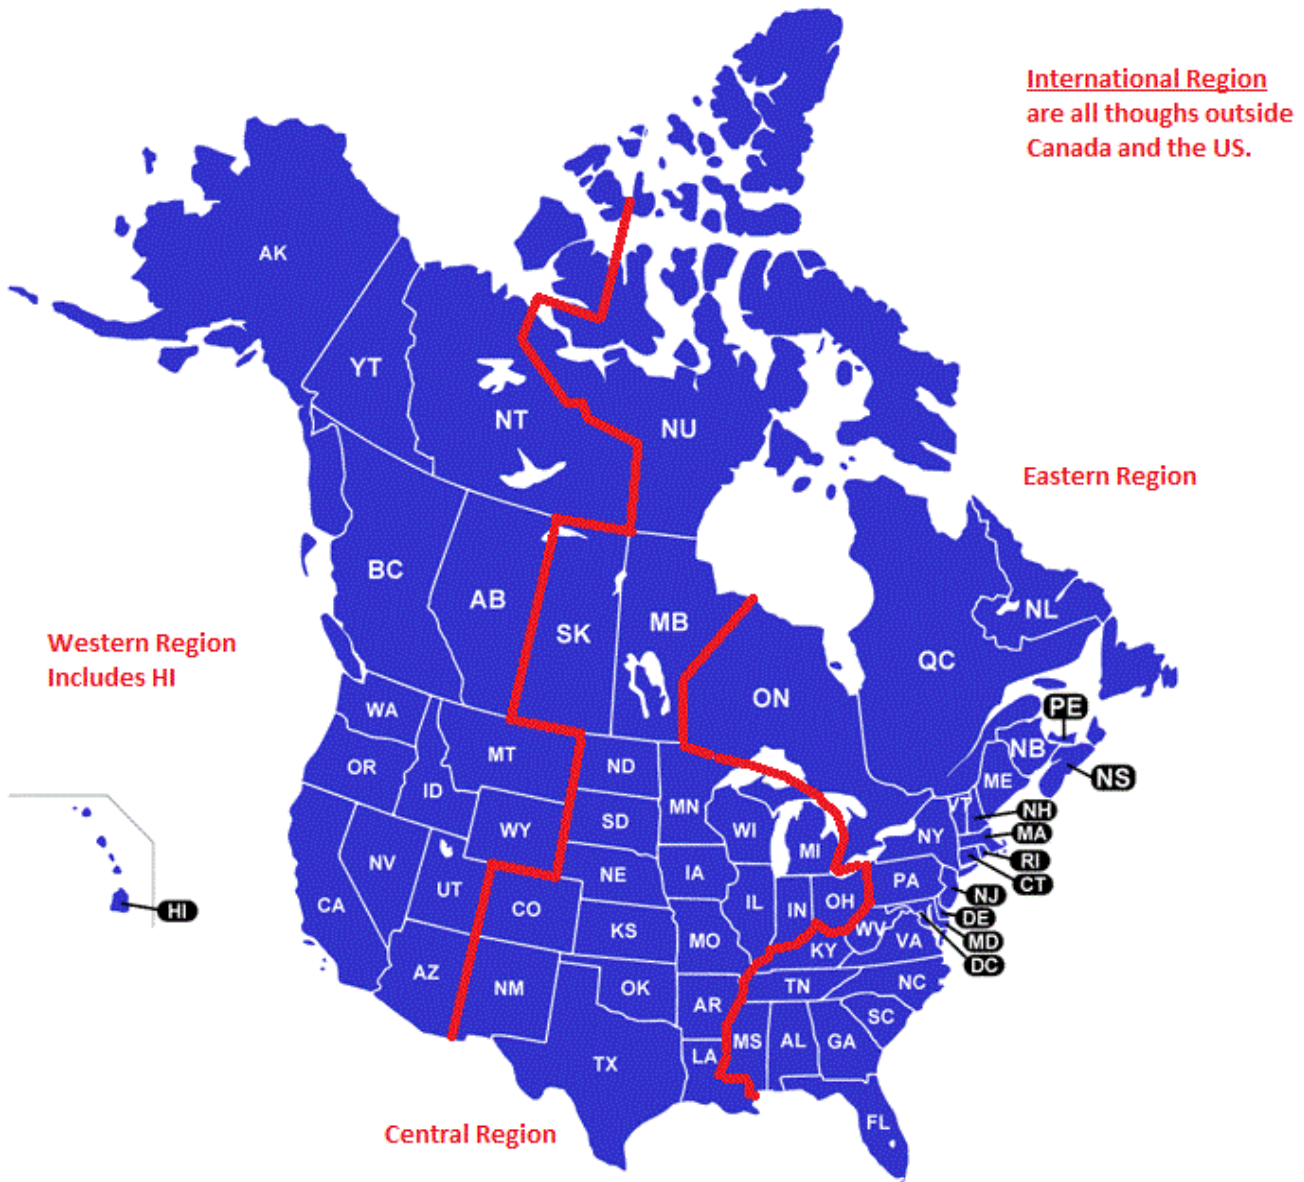 International Region
are all thoughs outside
Canada and the US.
AK
YT
NT
NU
Eastern Region
BC
AB
SK
MB
NL
Western Region
Includes HI
QC
ON
WA
PE
MT
NB
OR
ND
ID
ME
NS
MN
VT
NH
SD
WY
WI
NY
MA
MI
NV
RI
UT
NE
IA
PA
CT
CA
CO
IL
IN
OH
NJ
HI
DE
KS
MO
WV
VA
MD
KY
DC
AZ
NM
OK
TN
NC
AR
SC
MS
AL
GA
LA
TX
FL
Central Region